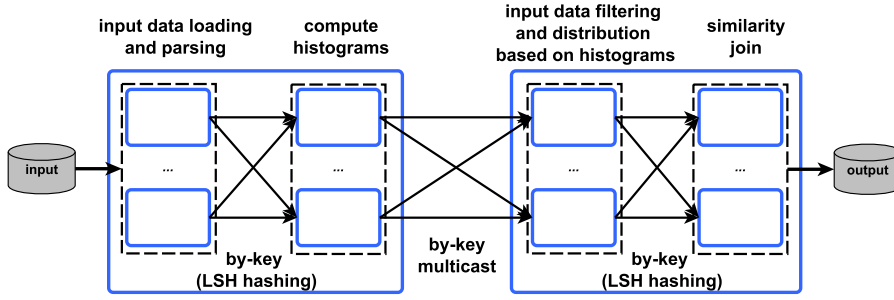 input data loading
and parsing
compute
histograms
input data filtering
and distribution
based on histograms
similarity
join
input
...
...
...
...
output
by-key
(LSH hashing)
by-key
multicast
by-key
(LSH hashing)